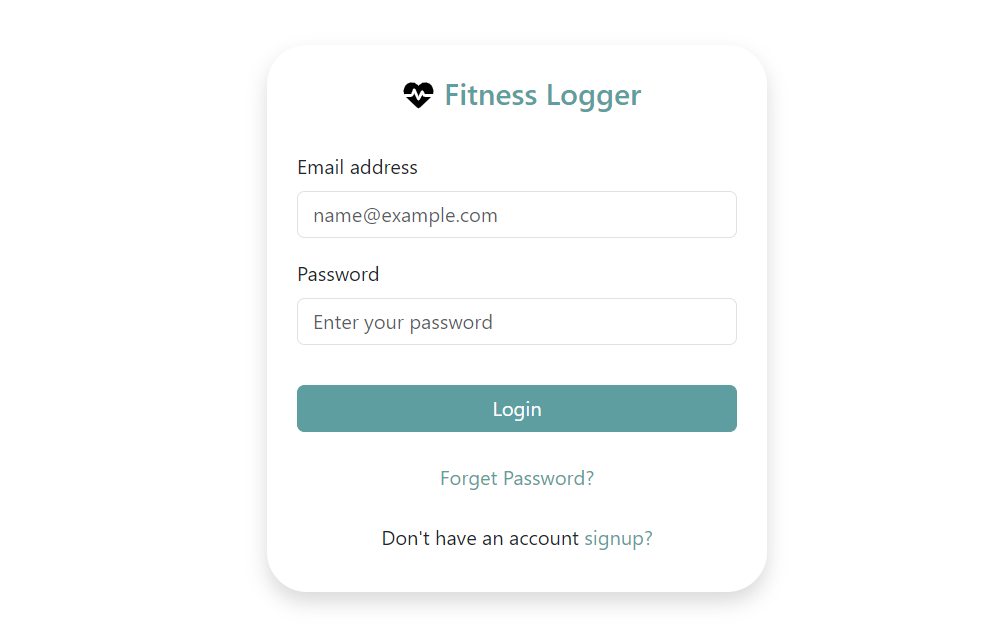 Fitness Logger
Email address
name@example.com
Password
Enter your password
Login
Forget Password?
Don't have an account signup?